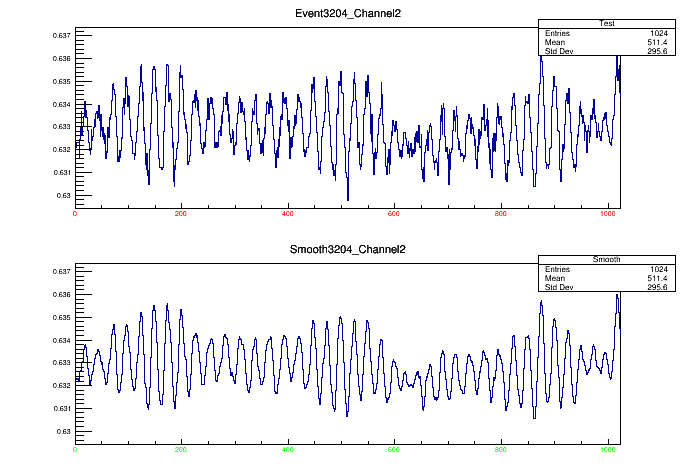 Event3204_Channel2
Test
Entries 1024
Mean 511.4
Std Dev 295.6
0.637
0.636
0.635
0.634
0.633
0.632
0.631
0.63
0 200 400 600 800 1000
Smooth3204_Channel2
Smooth
Entries 1024
Mean 511.4
Std Dev 295.6
0.637
0.636
0.635
0.634
0.633
0.632
0.631
0.63
0 200 400 600 800 1000